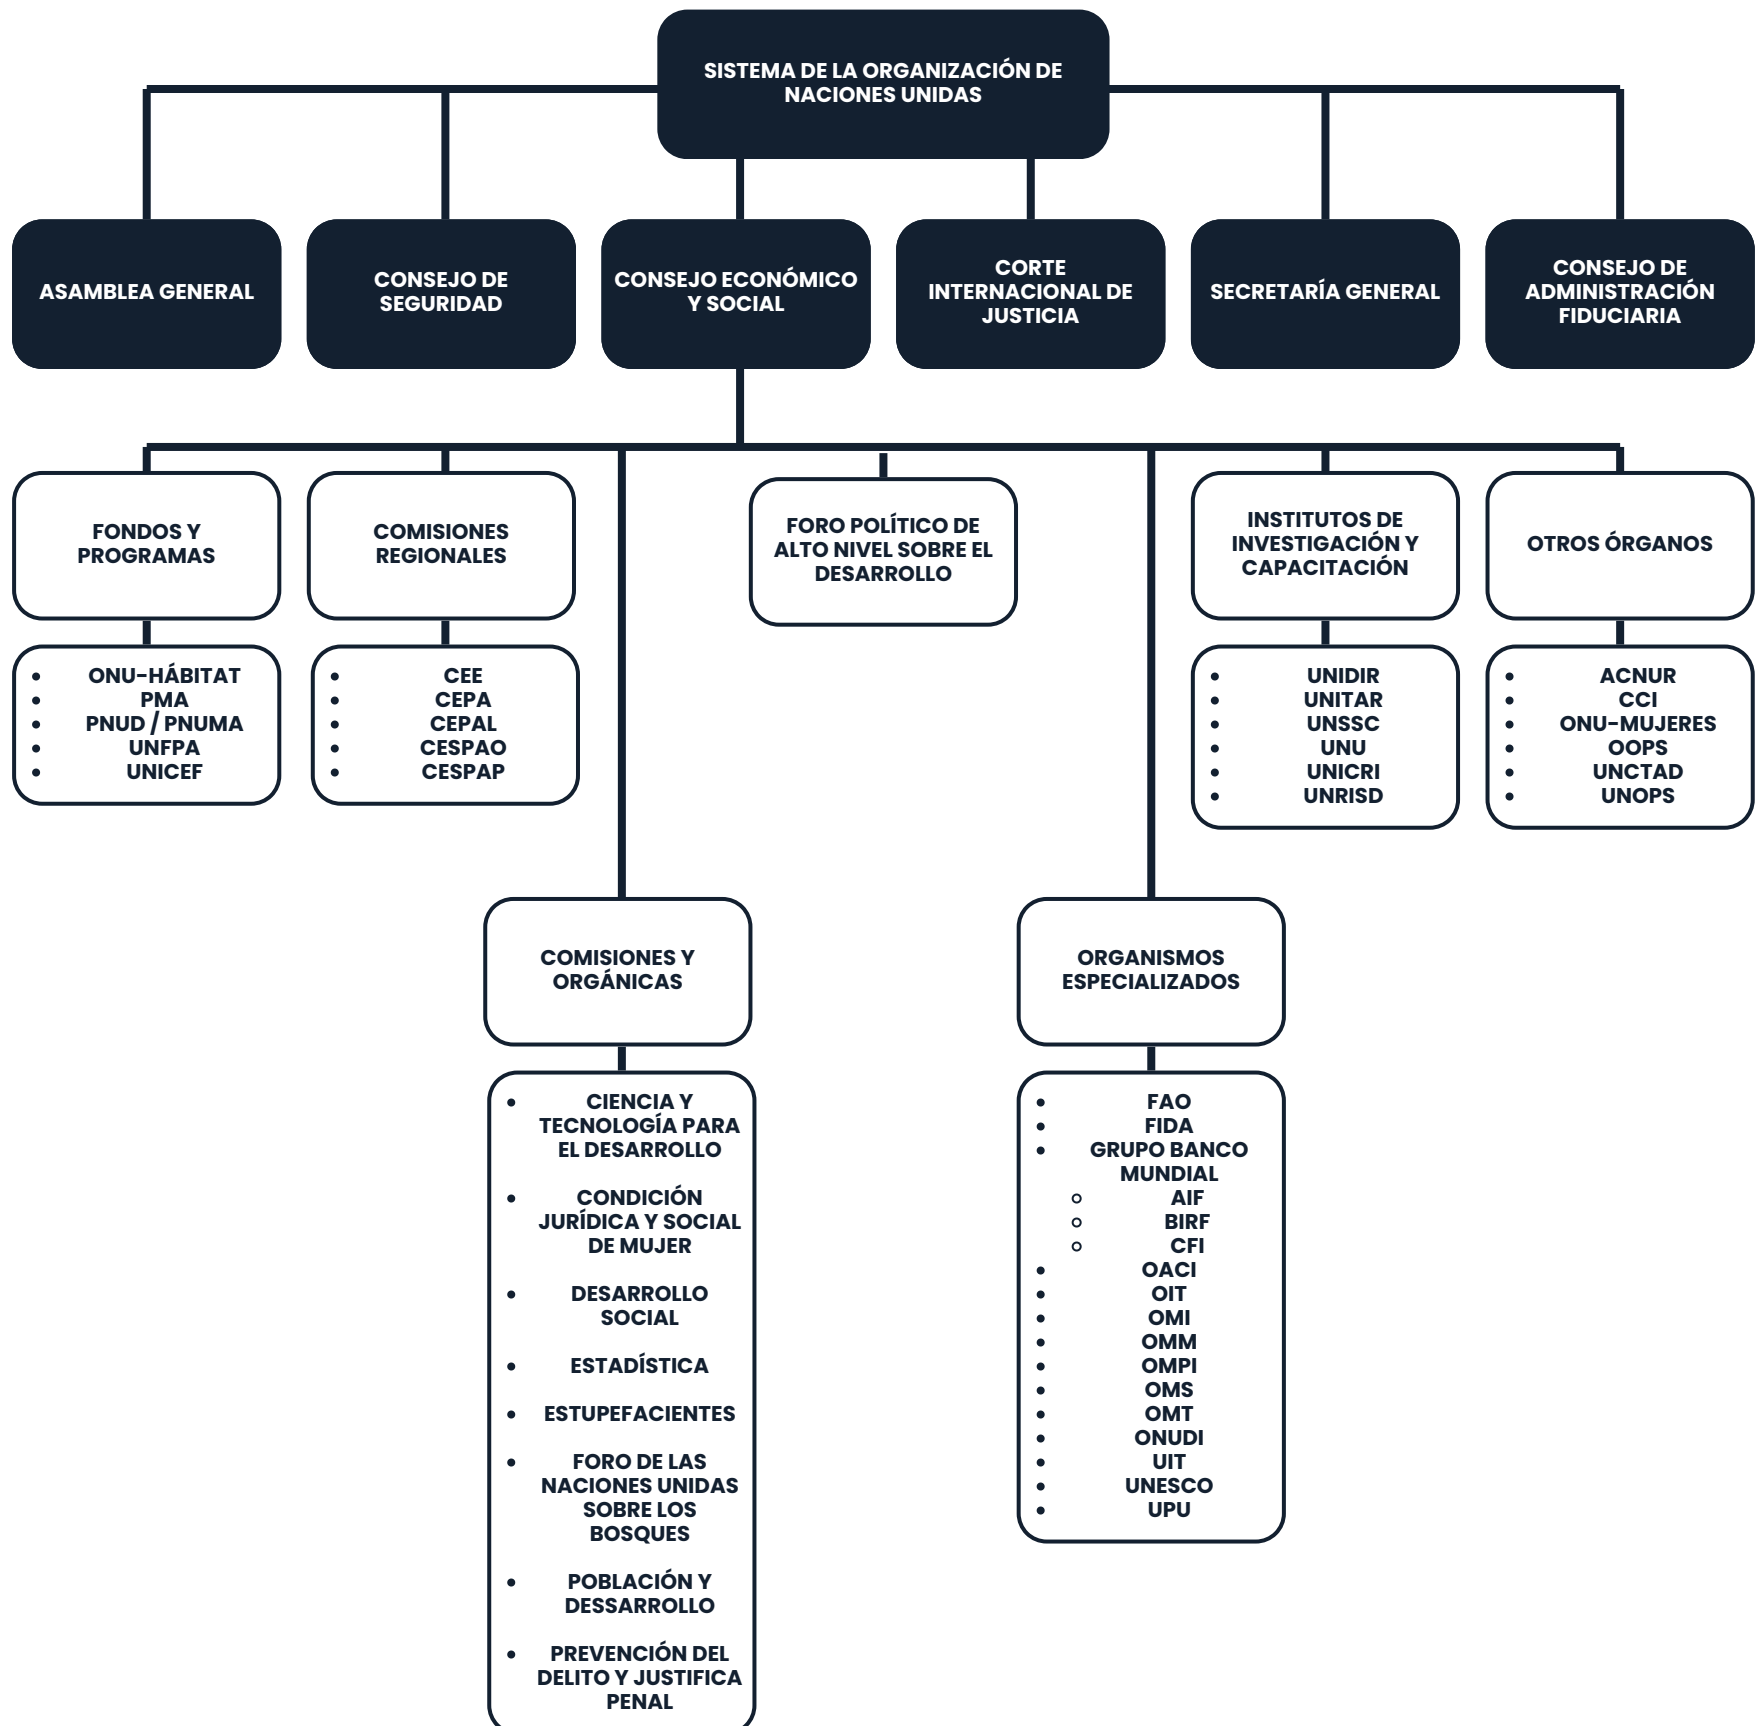 SISTEMA DE LA ORGANIZACIÓN DE
NACIONES UNIDAS
ASAMBLEA GENERAL
CONSEJO DE
SEGURIDAD
CONSEJO ECONÓMICO
Y SOCIAL
CORTE
INTERNACIONAL DE
JUSTICIA
SECRETARÍA GENERAL
CONSEJO DE
ADMINISTRACIÓN
FIDUCIARIA
FONDOS Y
PROGRAMAS
COMISIONES
REGIONALES
FORO POLÍTICO DE
ALTO NIVEL SOBRE EL
DESARROLLO
INSTITUTOS DE
INVESTIGACIÓN Y
CAPACITACIÓN
OTROS ÓRGANOS
ONU-HÁBITAT
PMA
PNUD / PNUMA
UNFPA
UNICEF
CEE
CEPA
CEPAL
CESPAO
CESPAP
UNIDIR
UNITAR
UNSSC
UNU
UNICRI
UNRISD
ACNUR
CCI
ONU-MUJERES
OOPS
UNCTAD
UNOPS
COMISIONES Y
ORGÁNICAS
ORGANISMOS
ESPECIALIZADOS
CIENCIA Y
TECNOLOGÍA PARA
EL DESARROLLO
CONDICIÓN
JURÍDICA Y SOCIAL
DE MUJER
DESARROLLO
SOCIAL
ESTADÍSTICA
ESTUPEFACIENTES
FORO DE LAS
NACIONES UNIDAS
SOBRE LOS
BOSQUES
POBLACIÓN Y
DESSARROLLO
PREVENCIÓN DEL
DELITO Y JUSTIFICA
PENAL
FAO
FIDA
GRUPO BANCO
MUNDIAL
AIF
BIRF
CFI
OACI
OIT
OMI
OMM
OMPI
OMS
OMT
ONUDI
UIT
UNESCO
UPU